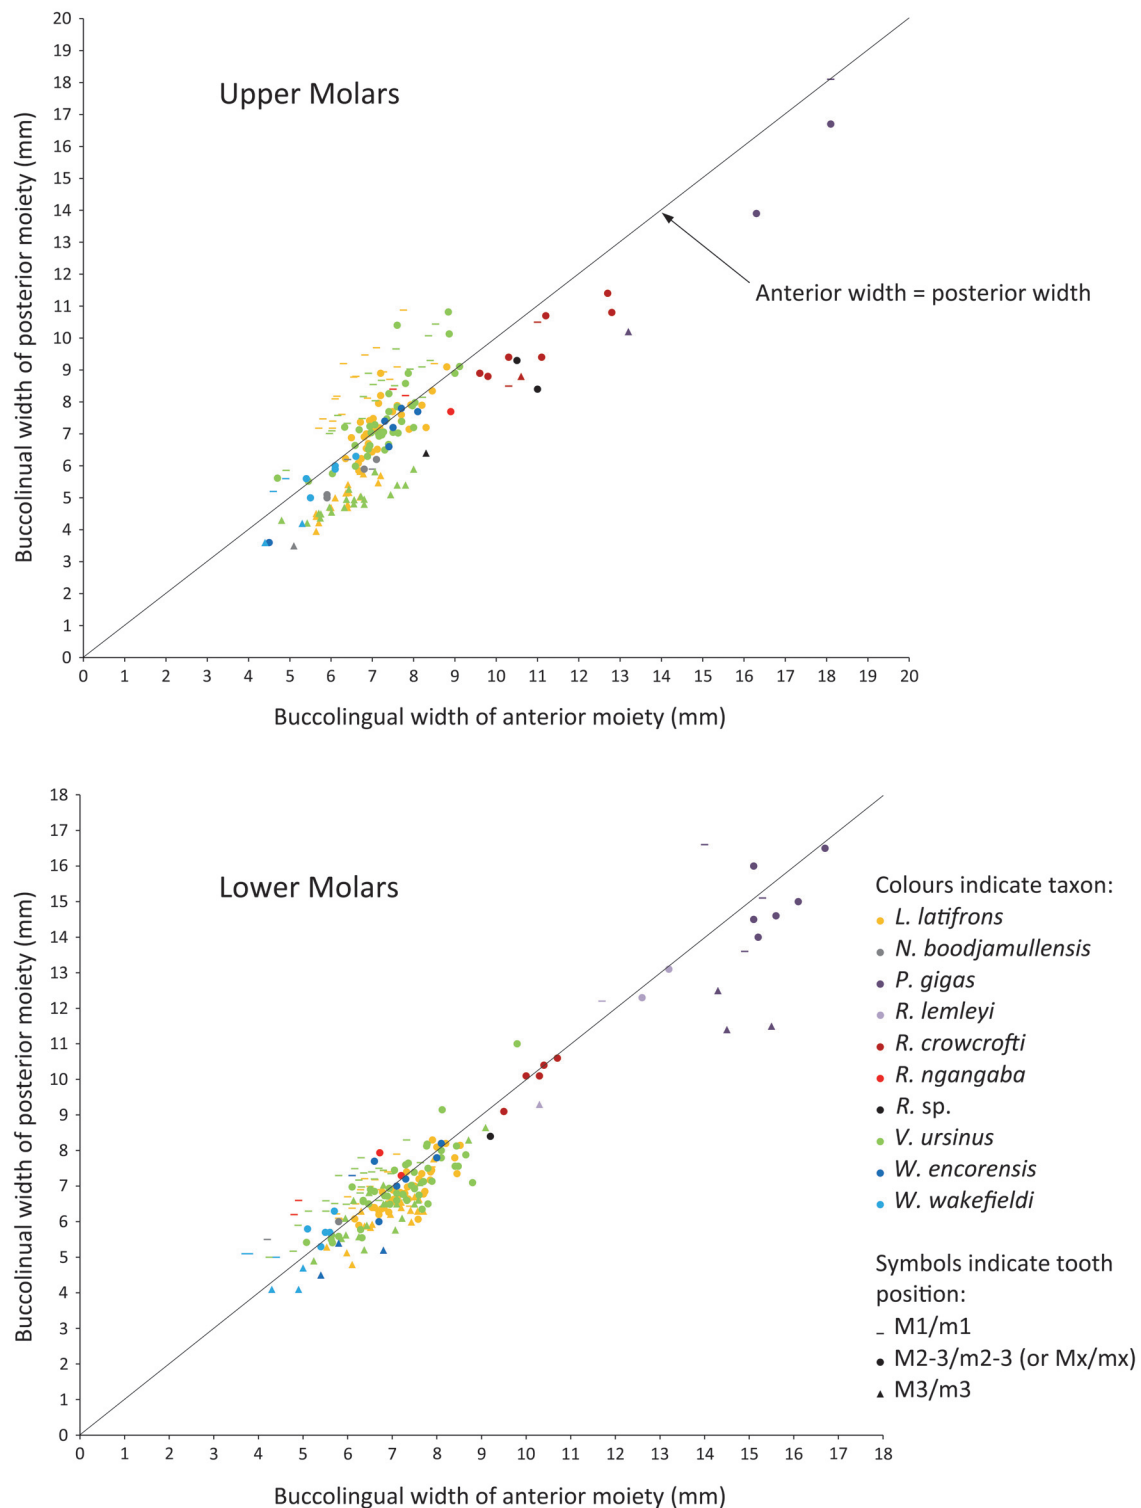 20
19
18
17
16
15
14
13
12
11
10
9
8
7
6
5
4
3
2
1
0
Buccolinual width of posterior moiety (mm)
Upper Molars
Anterior width = posterior width
0 1 2 3 4 5 6 7 8 9 10 11 12 13 14 15 16 17 18 19 20
Buccolingual width of anterior moiety (mm)
18
17
16
15
14
13
12
11
10
9
8
7
6
5
4
3
2
1
0
Buccolinual width of posterior moiety (mm)
Lower Molars
0 1 2 3 4 5 6 7 8 9 10 11 12 13 14 15 16 17 18
Buccolingual width of anterior moiety (mm)
Colours indicate taxon:
L. latifrons
N. boodjamullensis
P. gigas
R. lemleyi
R. crowcrofti
R. ngangaba
R. sp.
V. ursinus
W. encorensis
W. wakefieldi
Symbols indicate tooth
position:
M1/m1
M2-3/m2-3 (or Mx/mx)
M3/m3